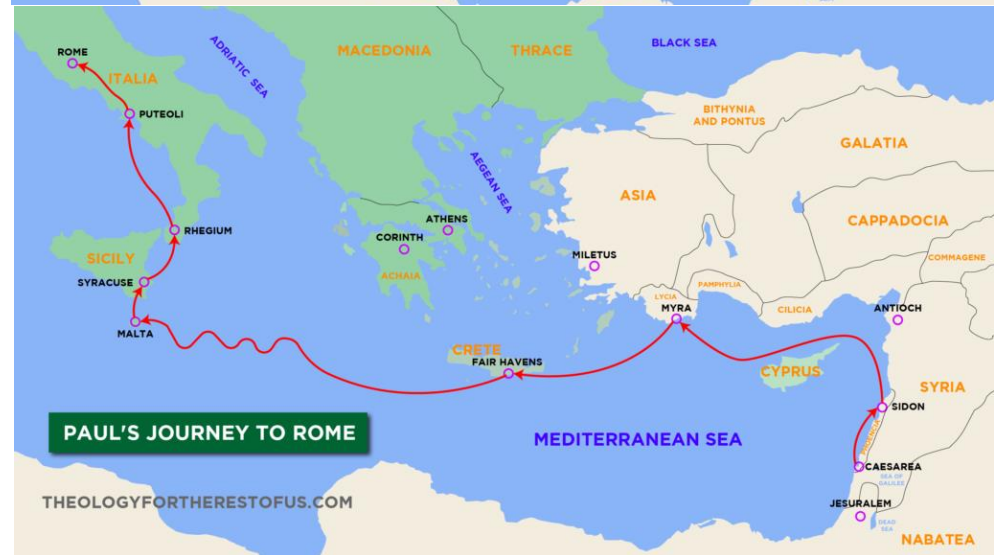 SEA
BLACK SEA
ROME
ADRIATIC SEA
MACEDONIA
THRACE
ITALIA
BITHYNIA
AND PONTUS
PUTEOLI
GALATIA
AEGEAN SEA
ASIA
ATHENS
CAPPADOCIA
RHEGIUM
CORINTH
SICILY
MILETUS
COMMAGENE
ACHAIA
SYRACUSE
PAMPHYLIA
LYCIA
MYRA
CILICIA
ANTIOCH
MALTA
CRETE
FAIR HAVENS
CYPRUS
SYRIA
SIDON
PAUL'S JOURNEY TO ROME
MEDITERRANEAN SEA
CAESAREA
SEA OF
GALILEE
THEOLOGYFORTHERESTOFUS.COM
JESURALEM
DEAD
SEA
NABATEA